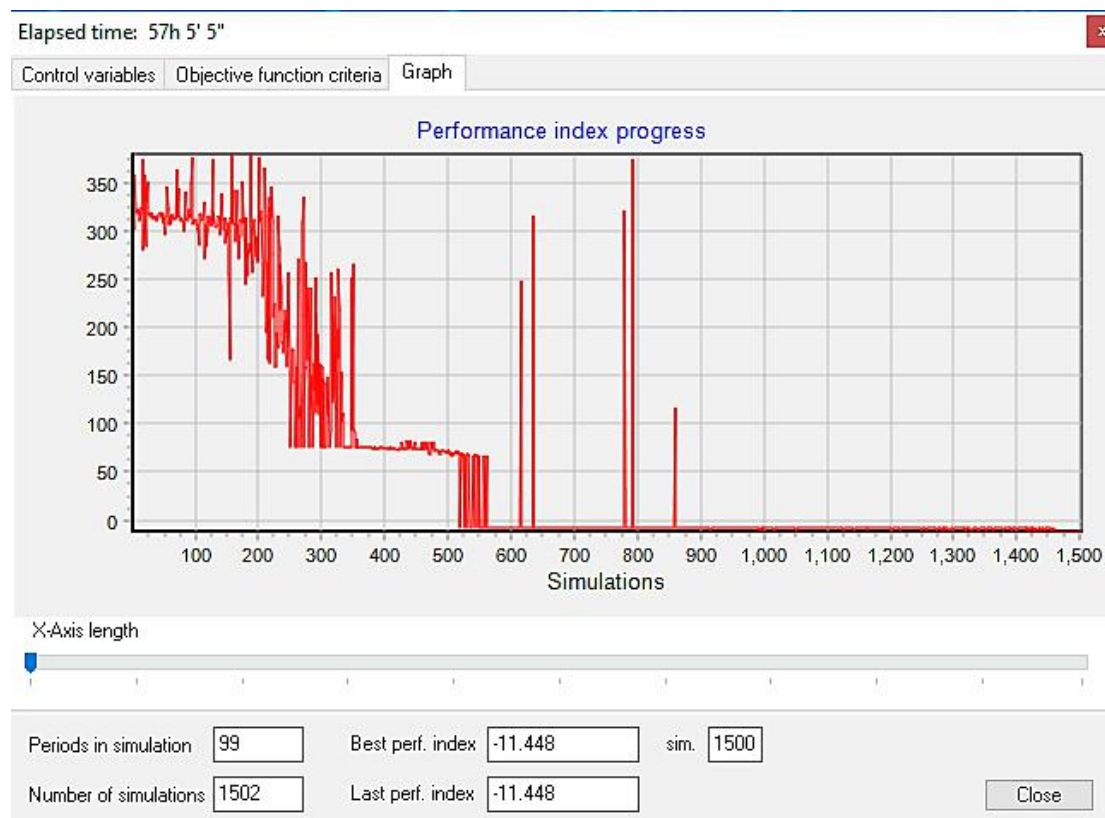 Elapsed time: 57h 5' 5"
x
Control variables Objective function criteria Graph
Performance index progress
350
300
250
200
150
100
50
0
100 200 300 400 500 600 700 800 900 1,000 1,100 1,200 1,300 1,400 1,500
Simulations
X-Axis length
Periods in simulation 99 Best perf. index -11.448 sim. 1500
Number of simulations 1502 Last perf. index -11.448 Close